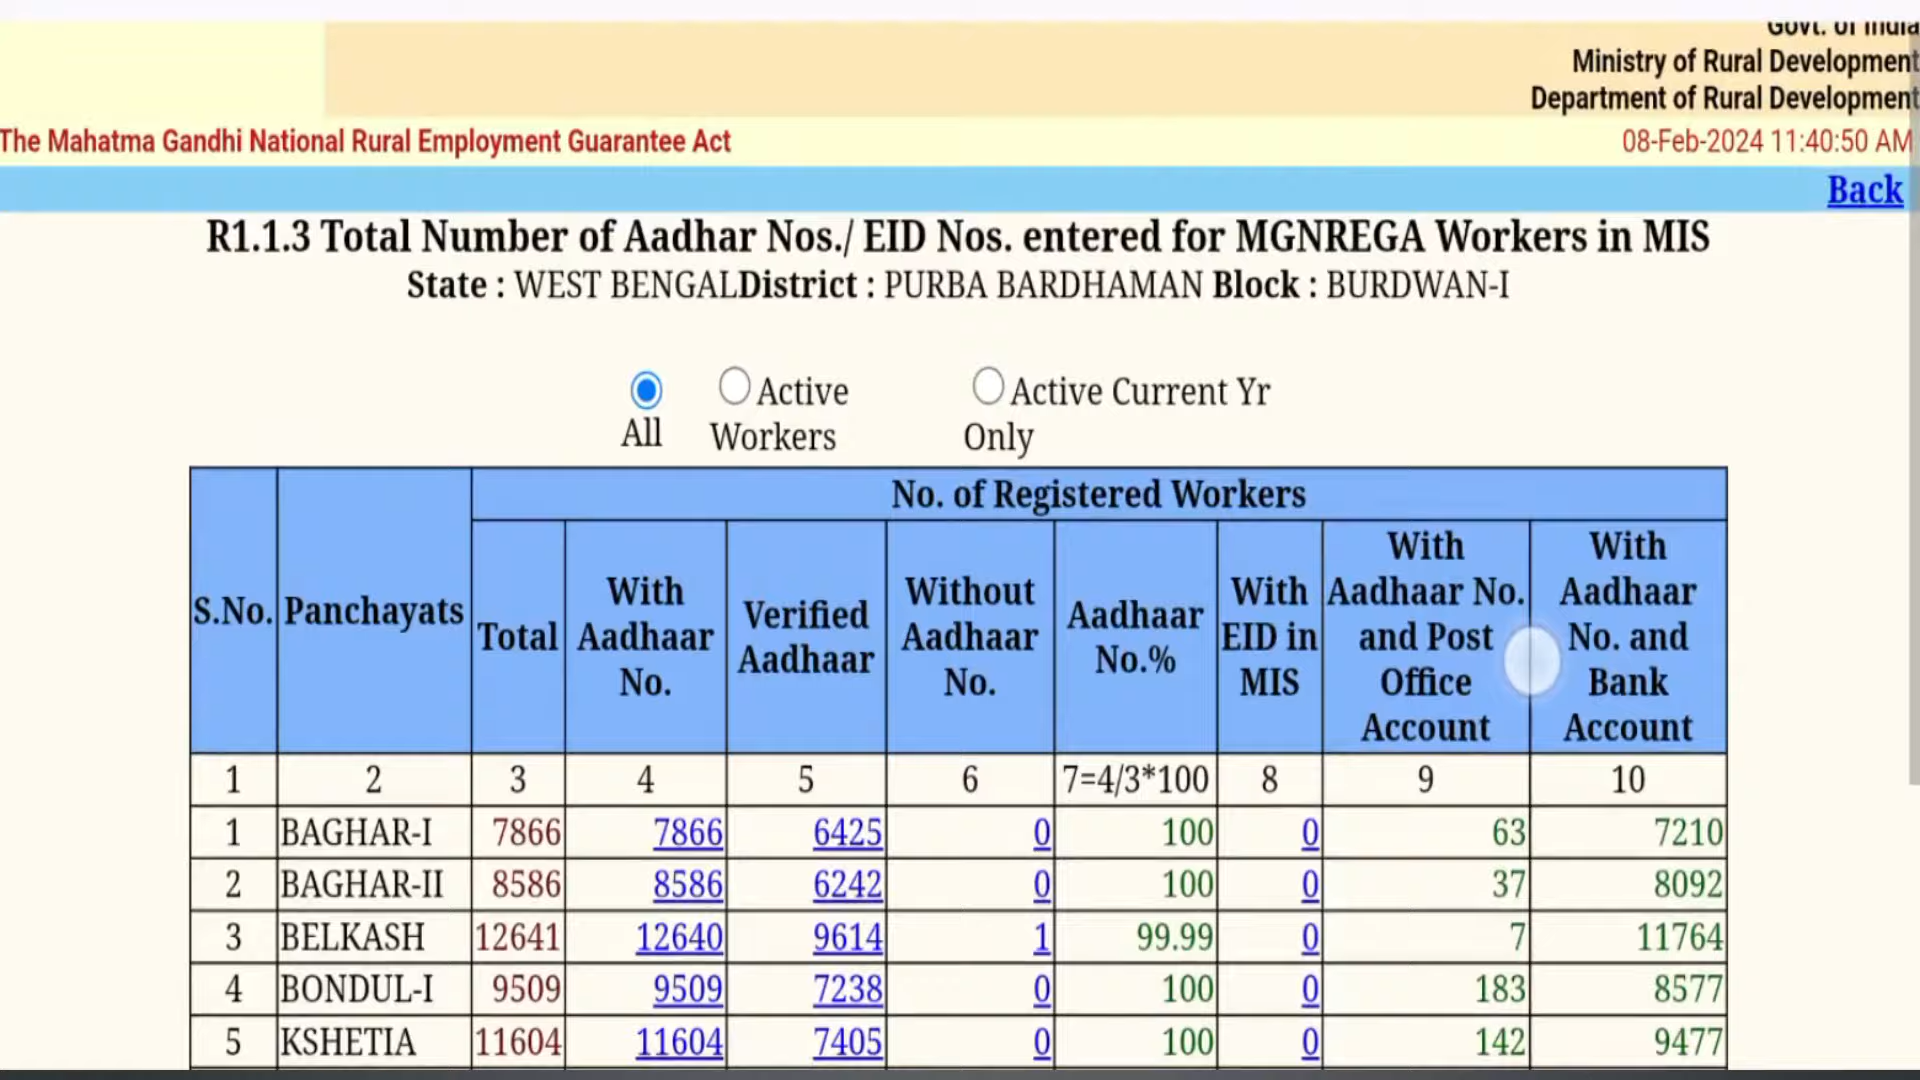 Govt. of India
Ministry of Rural Development
Department of Rural Development
The Mahatma Gandhi National Rural Employment Guarantee Act 08-Feb-2024 11:40:50 AM
Back
R1.1.3 Total Number of Aadhar Nos./ EID Nos. entered for MGNREGA Workers in MIS
State : WEST BENGALDistrict : PURBA BARDHAMAN Block : BURDWAN-I
All Active Workers Active Current Yr Only
No. of Registered Workers
S.No. Panchayats Total With Aadhaar No. Verified Aadhaar Without Aadhaar No. Aadhaar No.% With EID in MIS With Aadhaar No. and Post Office Account With Aadhaar No. and Bank Account
1 2 3 4 5 6 7=4/3*100 8 9 10
1 BAGHAR-I 7866 7866 6425 0 100 0 63 7210
2 BAGHAR-II 8586 8586 6242 0 100 0 37 8092
3 BELKASH 12641 12640 9614 1 99.99 0 7 11764
4 BONDUL-I 9509 9509 7238 0 100 0 183 8577
5 KSHETIA 11604 11604 7405 0 100 0 142 9477